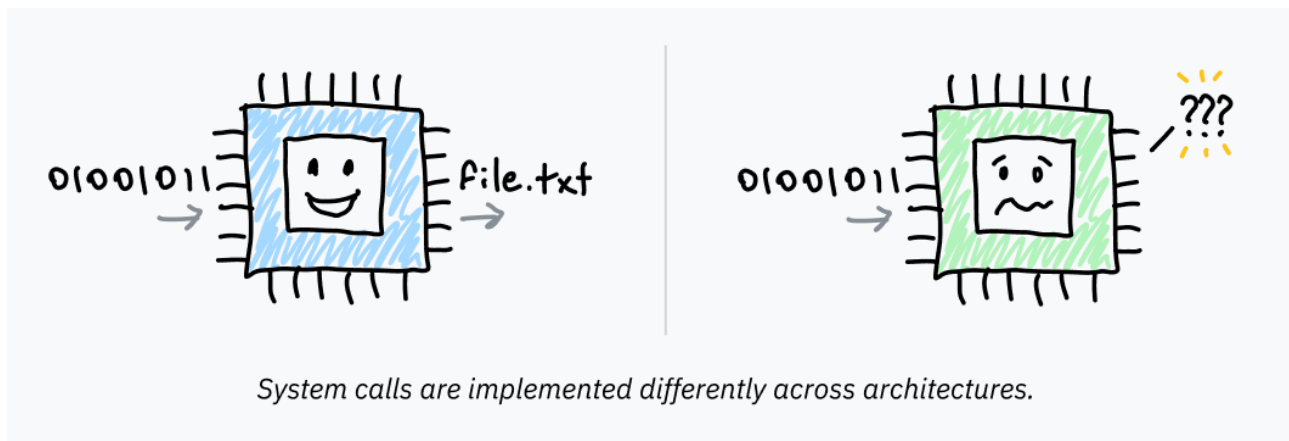 01001011
file.txt
01001011
???
System calls are implemented differently across architectures.